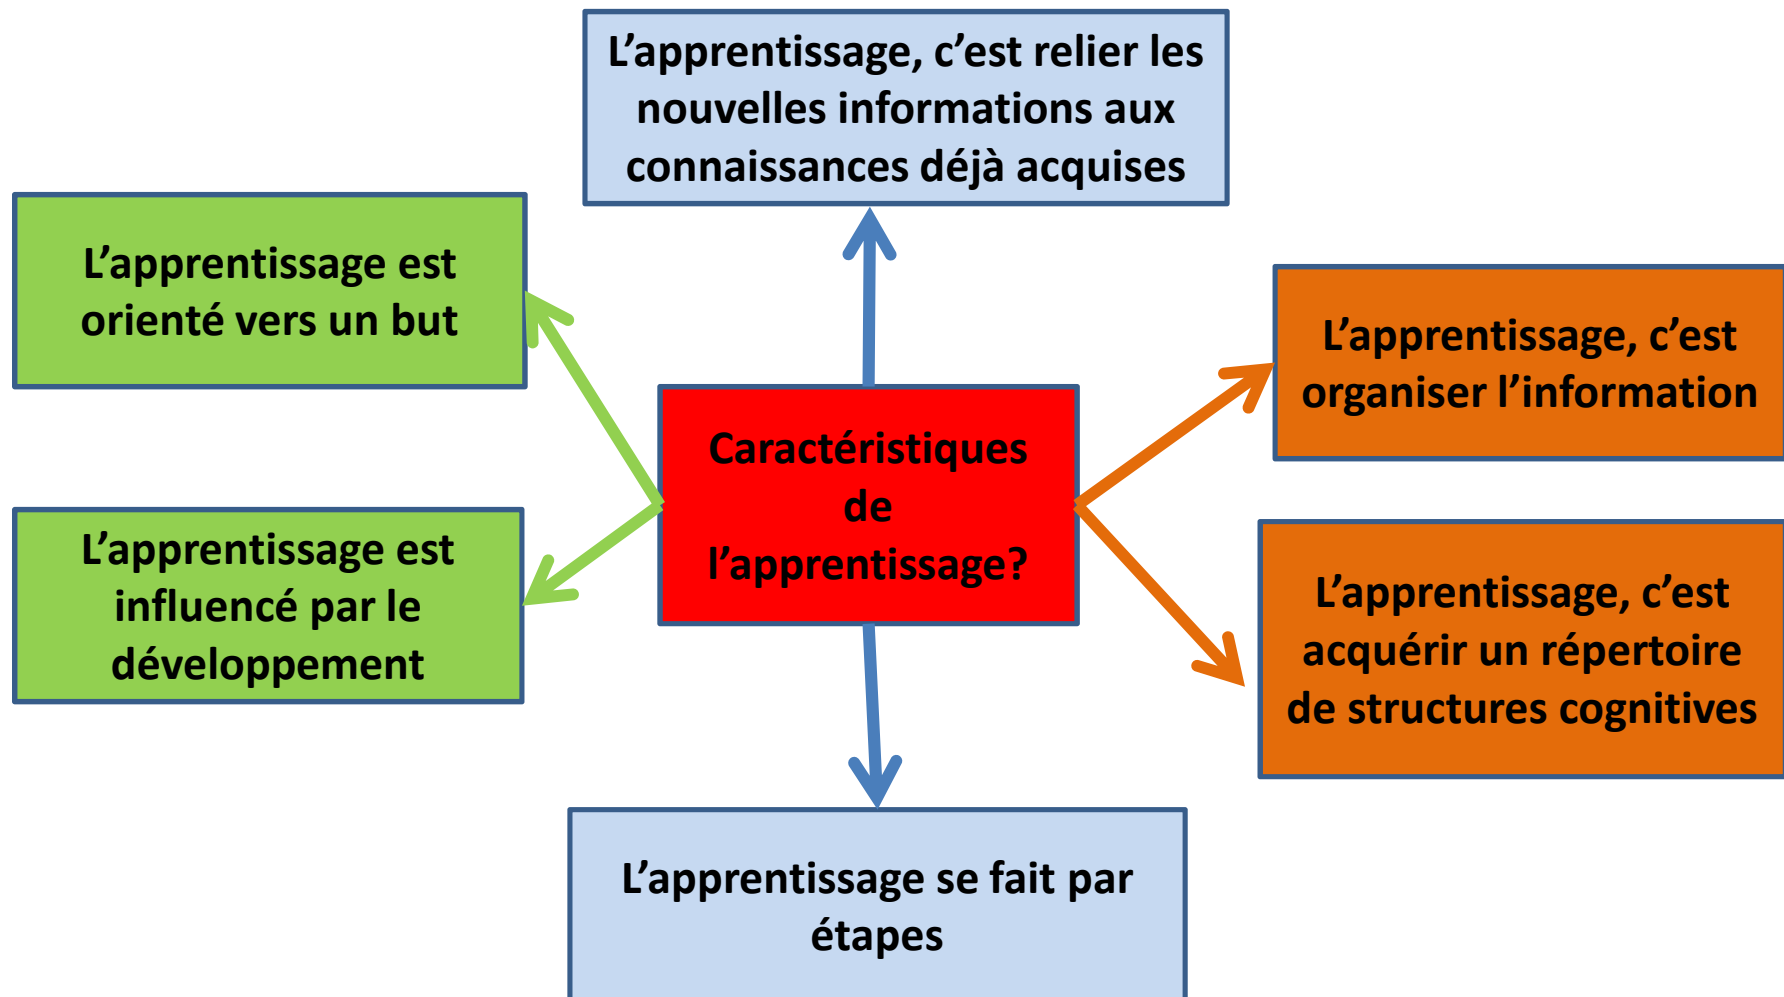 L’apprentissage, c’est relier les
nouvelles informations aux
connaissances déjà acquises
L’apprentissage est
orienté vers un but
L’apprentissage, c’est
organiser l’information
Caractéristiques
de
l’apprentissage?
L’apprentissage est
influencé par le
développement
L’apprentissage, c’est
acquérir un répertoire
de structures cognitives
L’apprentissage se fait par
étapes